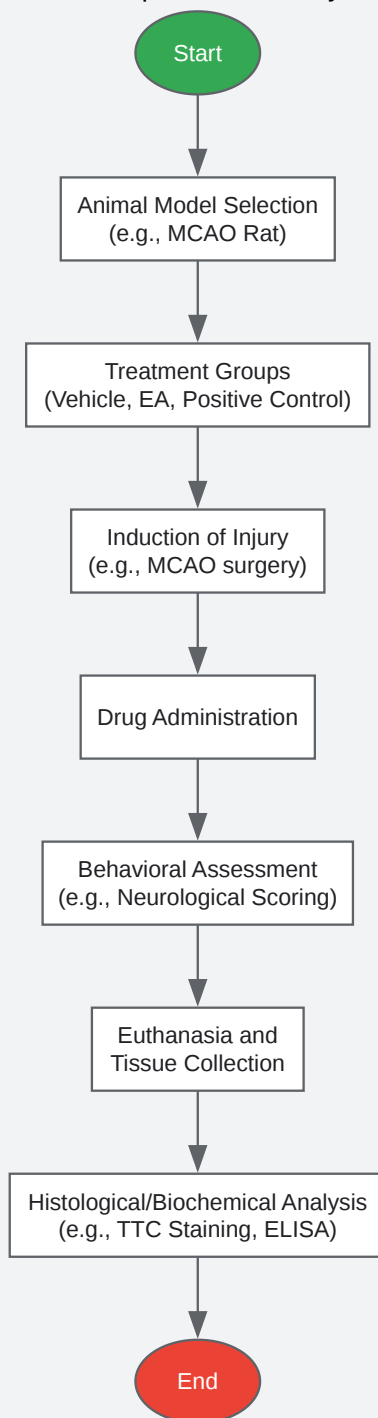 Start
Animal Model Selection
(e.g., MCAO Rat)
Treatment Groups
(Vehicle, EA, Positive Control)
Induction of Injury
(e.g., MCAO surgery)
Drug Administration
Behavioral Assessment
(e.g., Neurological Scoring)
Euthanasia and
Tissue Collection
Histological/Biochemical Analysis
(e.g., TTC Staining, ELISA)
End